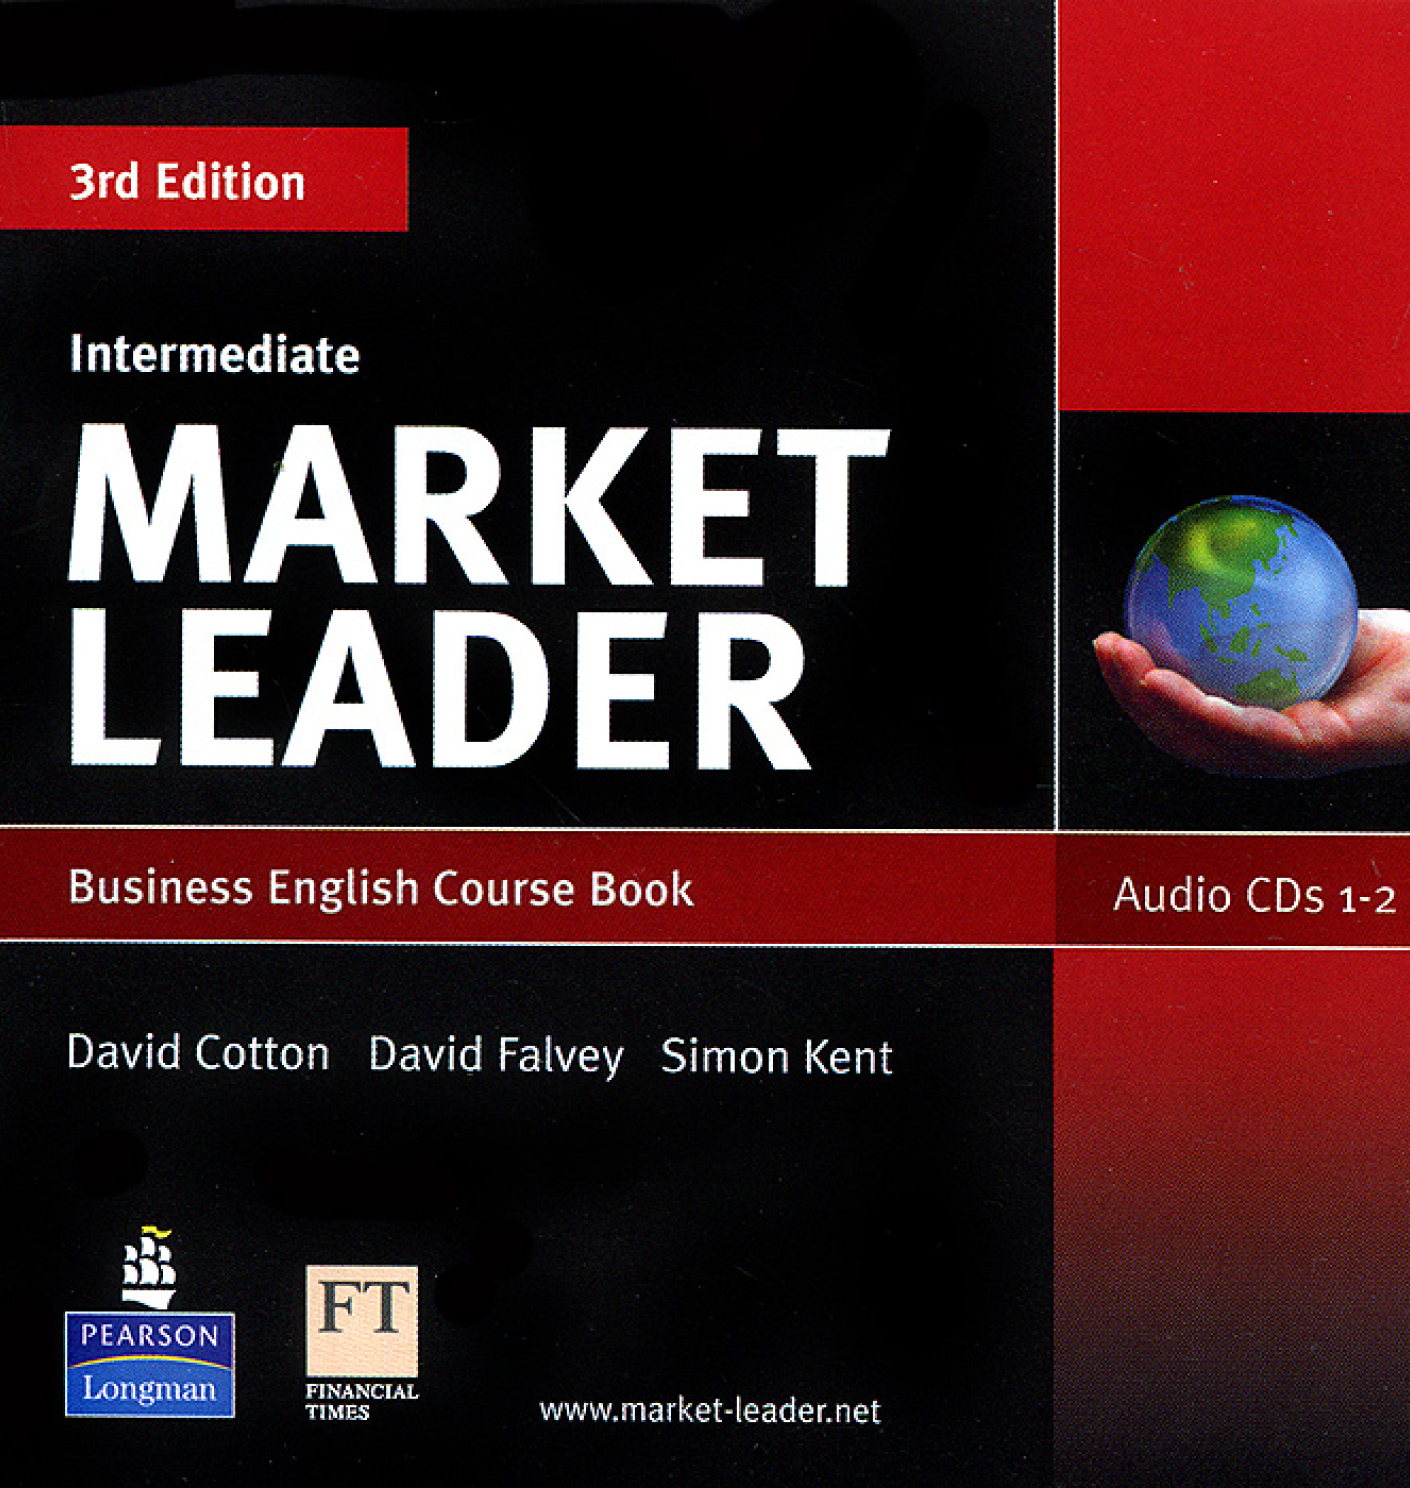 3rd Edition
Intermediate
MARKET
LEADER
Business English Course Book
Audio CDs 1-2
David Cotton David Falvey Simon Kent
PEARSON
Longman
FT
FINANCIAL
TIMES
www.market-leader.net